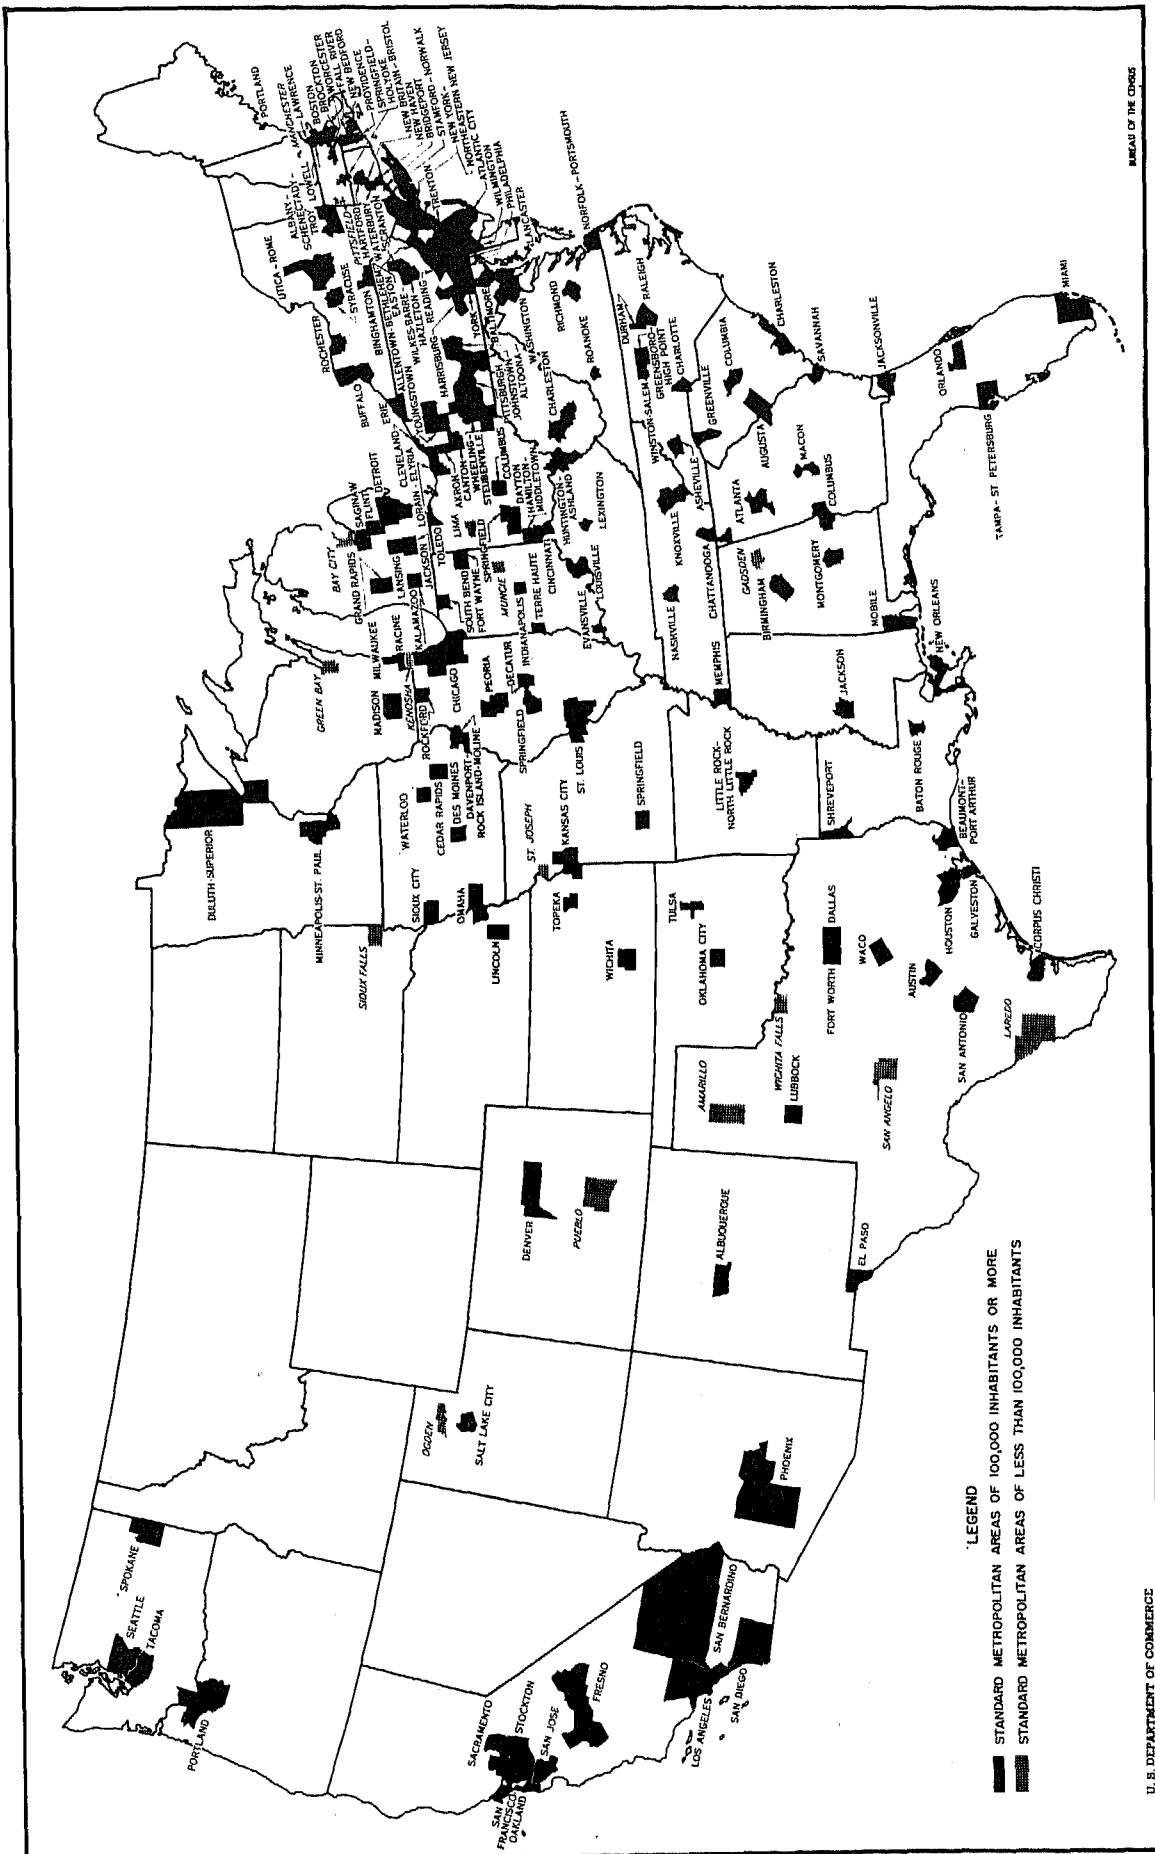 SPOKANE
SEATTLE
TACOMA
PORTLAND
SACRAMENTO
STOCKTON
SAN
FRANCISCO-
OAKLAND
SAN JOSE
FRESNO
LOS ANGELES
SAN BERNARDINO
SAN DIEGO
OGDEN
SALT LAKE CITY
PHOENIX
DENVER
PUEBLO
ALBUQUERQUE
EL PASO
AMARILLO
LUBBOCK
WICHITA FALLS
SAN ANGELO
FORT WORTH
DALLAS
WACO
AUSTIN
SAN ANTONIO
LAREDO
CORPUS CHRISTI
HOUSTON
GALVESTON
BEAUMONT-
PORT ARTHUR
DULUTH-SUPERIOR
MINNEAPOLIS-ST. PAUL
SIOUX FALLS
SIOUX CITY
OMAHA
LINCOLN
TOPEKA
WICHITA
TULSA
OKLAHOMA CITY
WATERLOO
CEDAR RAPIDS
DES MOINES
DAVENPORT-
ROCK ISLAND-MOLINE
ST. JOSEPH
KANSAS CITY
ST. LOUIS
SPRINGFIELD
SPRINGFIELD
LITTLE ROCK-
NORTH LITTLE ROCK
SHREVEPORT
BATON ROUGE
NEW ORLEANS
JACKSON
MEMPHIS
MOBILE
GREEN BAY
MADISON
MILWAUKEE
RACINE
KENOSHA
ROCKFORD
CHICAGO
PEORIA
DECATUR
INDIANAPOLIS
TERRE HAUTE
MUNCIE
FORT WAYNE
SOUTH BEND
KALAMAZOO
JACKSON
LANSING
GRAND RAPIDS
BAY CITY
SAGINAW
FLINT
DETROIT
TOLEDO
LIMA
SPRINGFIELD
LORAIN-ELYRIA
CLEVELAND
AKRON
CANTON
WHEELING-
STEUBENVILLE
COLUMBUS
DAYTON
HAMILTON-
MIDDLETOWN
CINCINNATI
HUNTINGTON-
ASHLAND
LEXINGTON
LOUISVILLE
EVANSVILLE
NASHVILLE
KNOXVILLE
CHATTANOOGA
GADSDEN
BIRMINGHAM
MONTGOMERY
COLUMBUS
MACON
ATLANTA
AUGUSTA
ASHEVILLE
GREENVILLE
COLUMBIA
CHARLOTTE
WINSTON-SALEM
GREENSBORO-
HIGH POINT
DURHAM
RALEIGH
CHARLESTON
SAVANNAH
JACKSONVILLE
ORLANDO
TAMPA-ST. PETERSBURG
MIAMI
ROANOKE
RICHMOND
NORFOLK-PORTSMOUTH
CHARLESTON
WASHINGTON
BALTIMORE
YORK
LANCASTER
PITTSBURGH
JOHNSTOWN
ALTOONA
HARRISBURG
YOUNGSTOWN
ERIE
BUFFALO
ROCHESTER
SYRACUSE
UTICA-ROME
BINGHAMTON
ALLENTOWN-BETHLEHEM-
EASTON
WILKES-BARRE-
HAZLETON
READING
SCRANTON
WATERBURY
HARTFORD
PITTSFIELD
ALBANY-
SCHENECTADY-
TROY
LOWELL
LAWRENCE
MANCHESTER
PORTLAND
BOSTON
BROCKTON
WORCESTER
FALL RIVER
NEW BEDFORD
PROVIDENCE
SPRINGFIELD-
HOLYOKE
NEW BRITAIN-BRISTOL
NEW HAVEN
BRIDGEPORT
STAMFORD-NORWALK
NEW YORK-
NORTHEASTERN NEW JERSEY
TRENTON
ATLANTIC CITY
WILMINGTON
PHILADELPHIA
LEGEND
STANDARD METROPOLITAN AREAS OF 100,000 INHABITANTS OR MORE
STANDARD METROPOLITAN AREAS OF LESS THAN 100,000 INHABITANTS
U. S. DEPARTMENT OF COMMERCE
BUREAU OF THE CENSUS